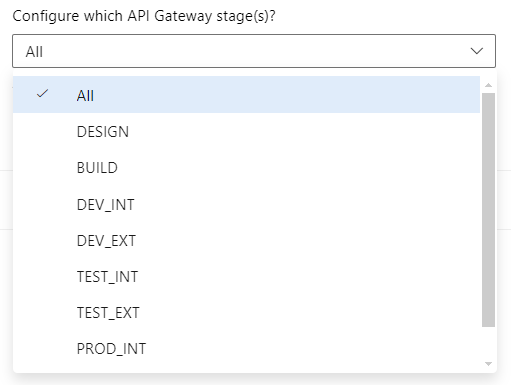 Configure which API Gateway stage(s)?
All
All
DESIGN
BUILD
DEV_INT
DEV_EXT
TEST_INT
TEST_EXT
PROD_INT